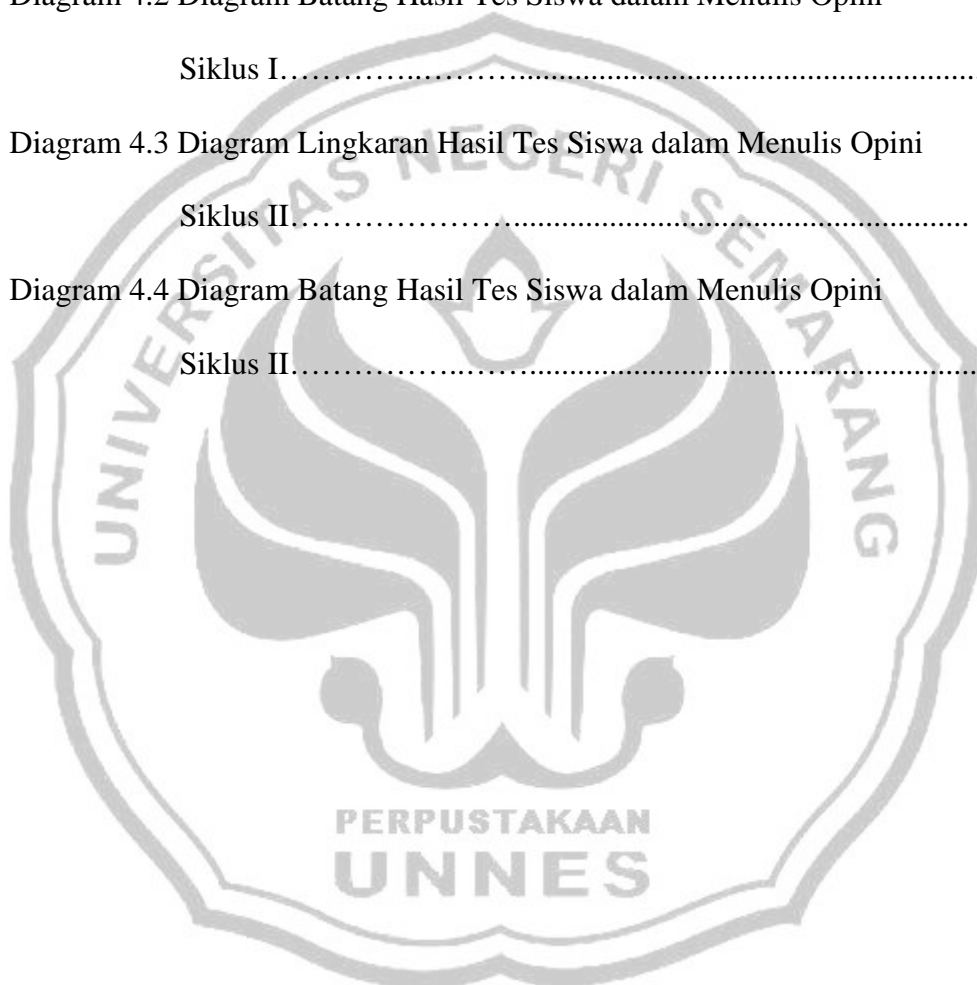 Diagram 4.2 Diagram Batang Hasil Tes Siswa dalam Menulis Opini
Siklus I…………..………...........................................................
Diagram 4.3 Diagram Lingkaran Hasil Tes Siswa dalam Menulis Opini
Siklus II…………………….........................................................
Diagram 4.4 Diagram Batang Hasil Tes Siswa dalam Menulis Opini
Siklus II……………..……..........................................................
UNIVERSITAS NEGERI SEMARANG
PERPUSTAKAAN
UNNES